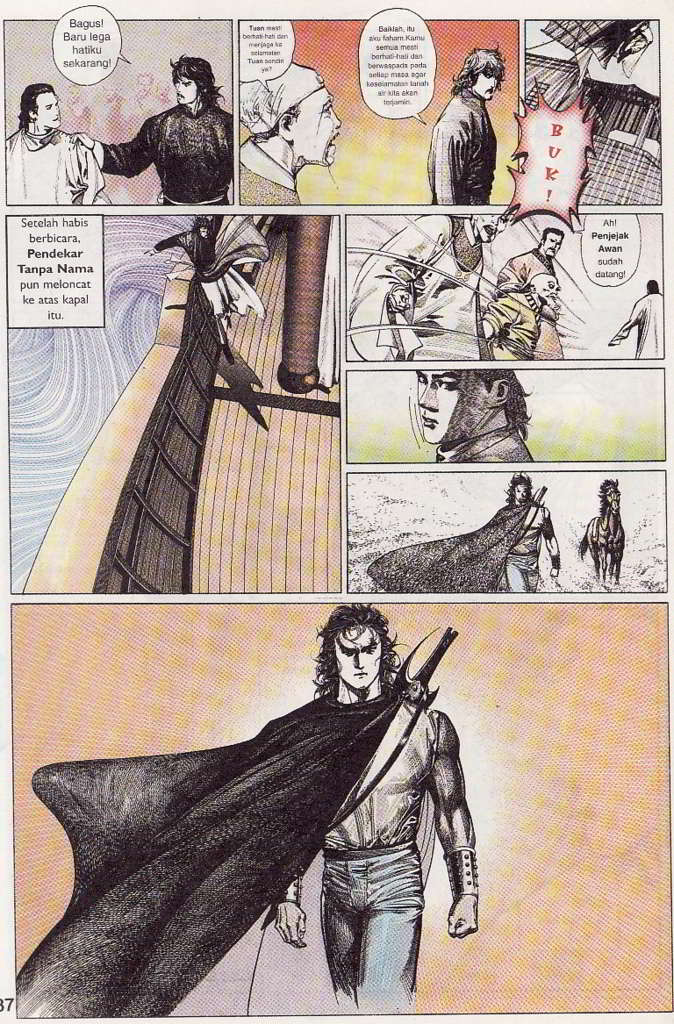 Bagus!
Baru lega
hatiku
sekarang!
Tuan mesti
berhati-hati dan
menjaga ke
selamatan
Tuan sendiri
ya?
Baiklah, itu
aku faham Kamu
semua mesti
berhati-hati dan
berwaspada pada
setiap masa agar
keselamatan tanah
air kita akan
terjamin.
BUK!
Setelah habis
berbicara,
Pendekar
Tanpa Nama
pun meloncat
ke atas kapal
itu.
Ah!
Penjejak
Awan
sudah
datang!
37